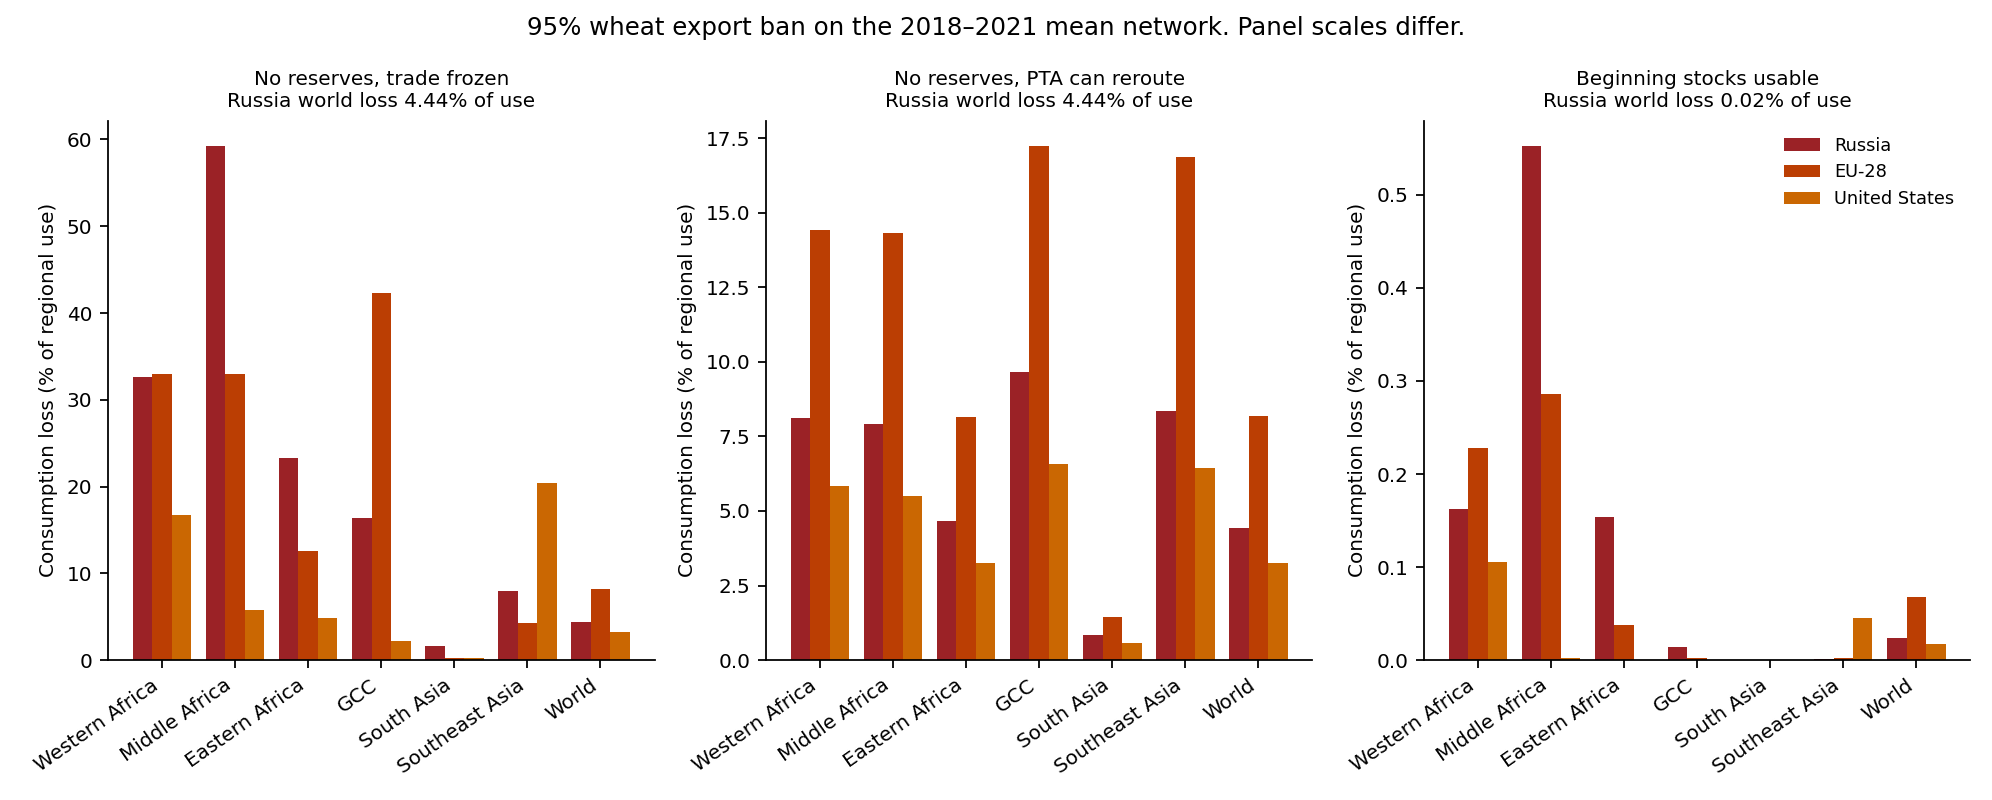 95% wheat export ban on the 2018–2021 mean network. Panel scales differ.
No reserves, trade frozen
Russia world loss 4.44% of use
Consumption loss (% of regional use)
60
50
40
30
20
10
0
Western Africa
Middle Africa
Eastern Africa
GCC
South Asia
Southeast Asia
World
No reserves, PTA can reroute
Russia world loss 4.44% of use
Consumption loss (% of regional use)
17.5
15.0
12.5
10.0
7.5
5.0
2.5
0.0
Western Africa
Middle Africa
Eastern Africa
GCC
South Asia
Southeast Asia
World
Beginning stocks usable
Russia world loss 0.02% of use
Consumption loss (% of regional use)
0.5
0.4
0.3
0.2
0.1
0.0
Russia
EU-28
United States
Western Africa
Middle Africa
Eastern Africa
GCC
South Asia
Southeast Asia
World